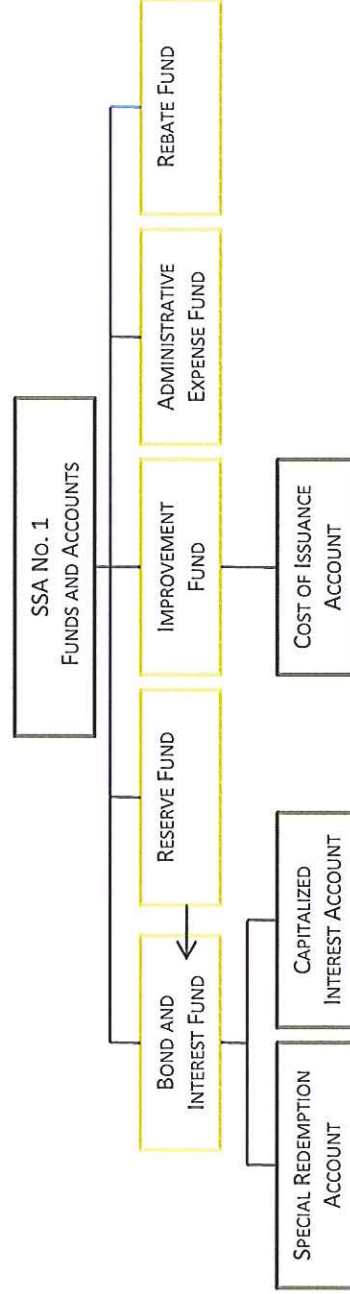 SSA No. 1
Funds and Accounts
Bond and
Interest Fund
Reserve Fund
Improvement
Fund
Administrative
Expense Fund
Rebate Fund
Special Redemption
Account
Capitalized
Interest Account
Cost of Issuance
Account